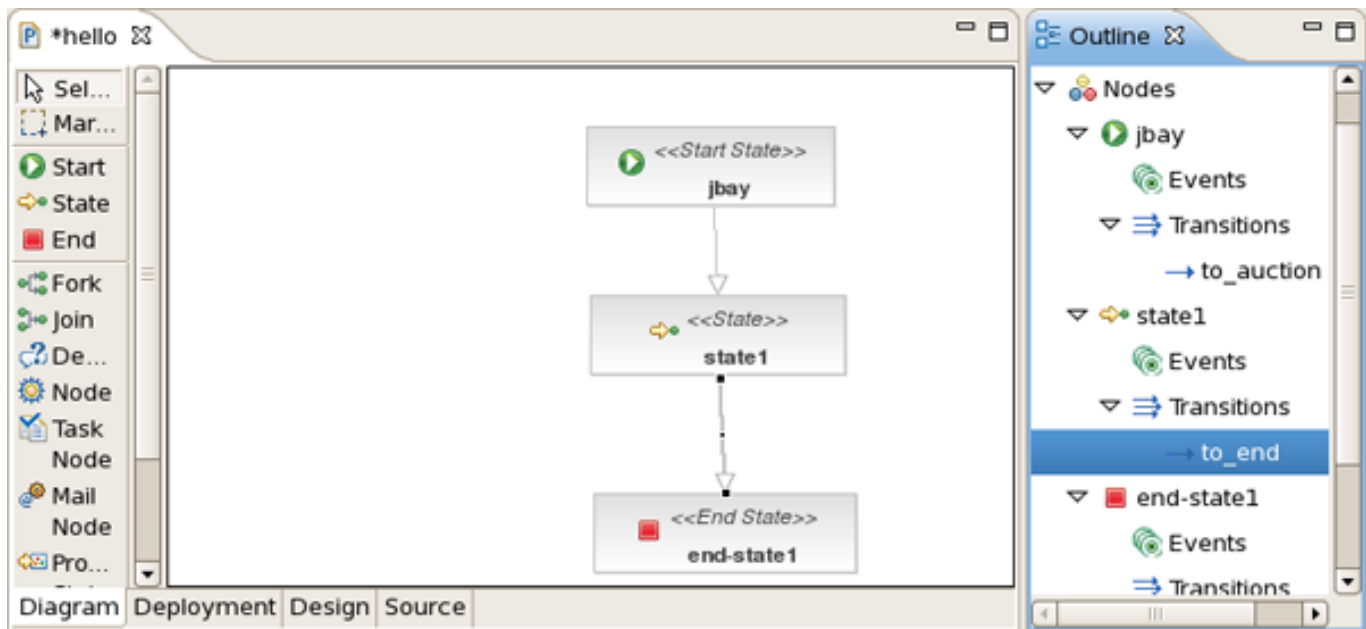 *hello
Sel...
Mar...
Start
State
End
Fork
Join
De...
Node
Task
Node
Mail
Node
Pro...
<<Start State>>
jbay
<<State>>
state1
<<End State>>
end-state1
Diagram
Deployment
Design
Source
Outline
Nodes
jbay
Events
Transitions
to_auction
state1
Events
Transitions
to_end
end-state1
Events
Transitions